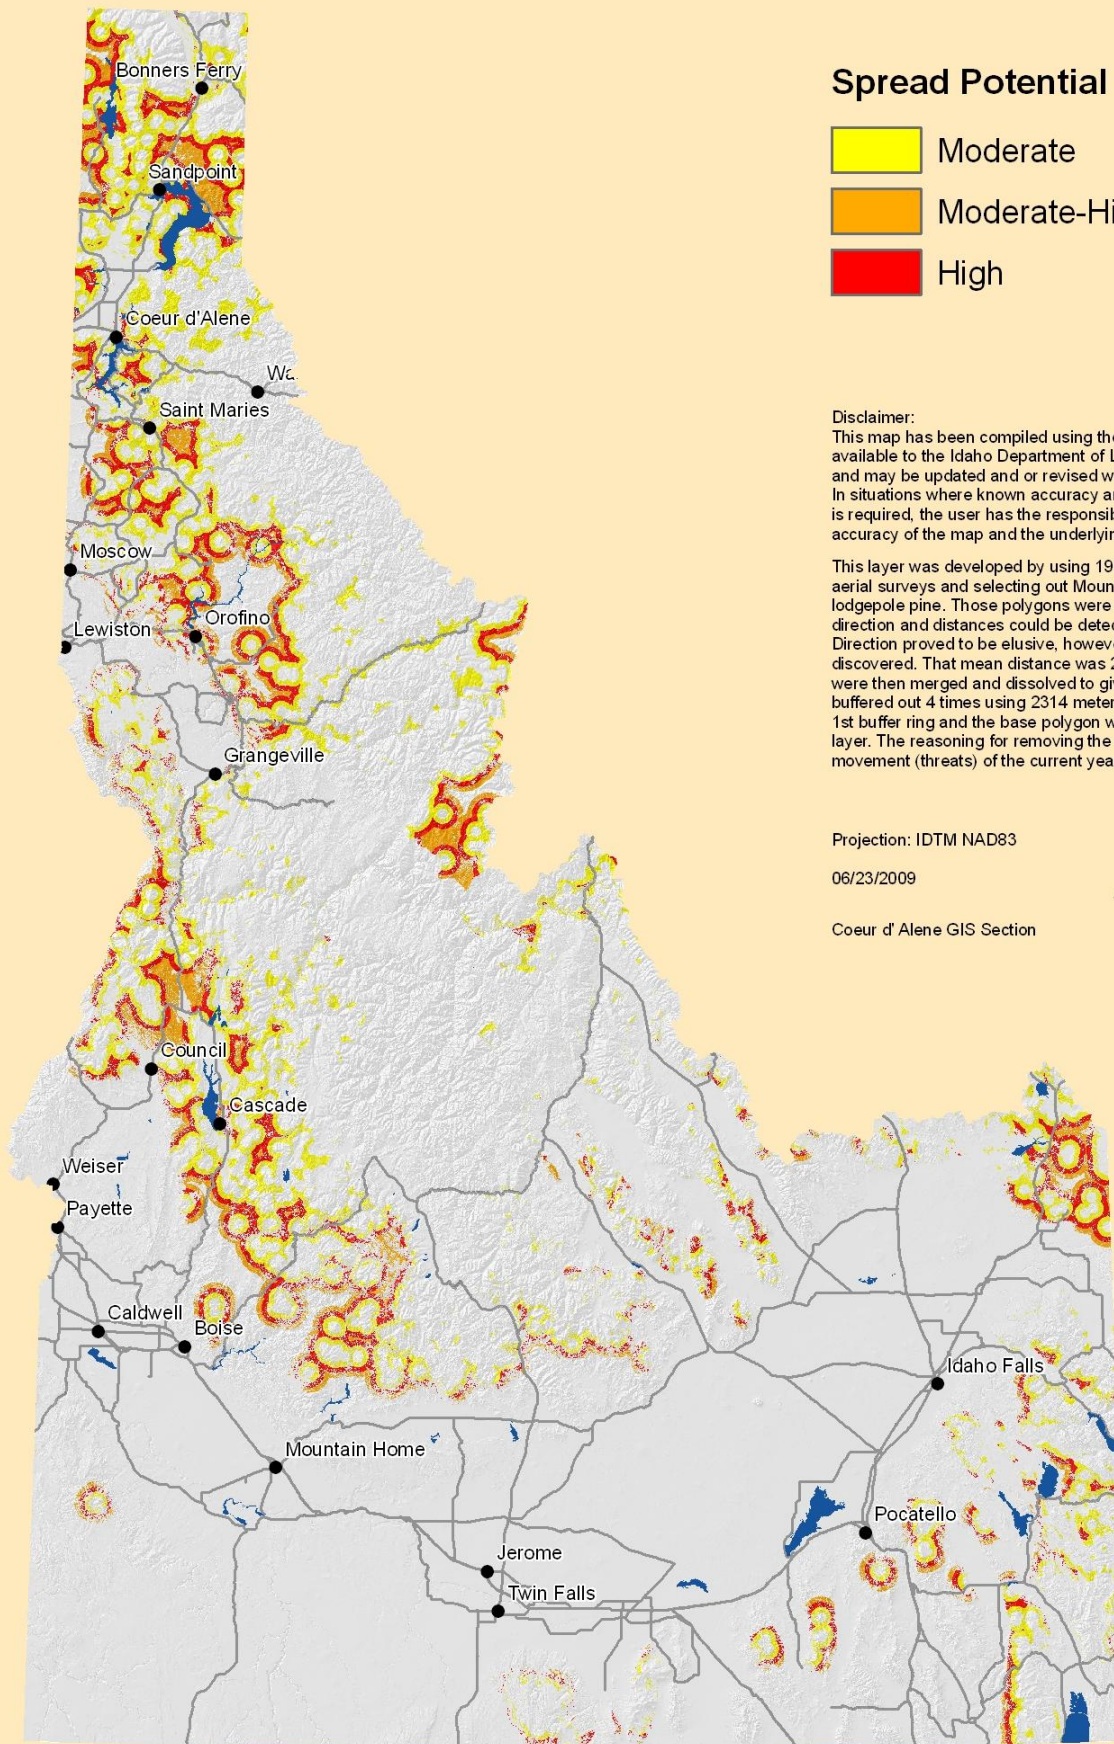 Spread Potential
Moderate
Moderate-Hi
High
Disclaimer:
This map has been compiled using the
available to the Idaho Department of L
and may be updated and or revised w
In situations where known accuracy a
is required, the user has the responsib
accuracy of the map and the underlyin
This layer was developed by using 19
aerial surveys and selecting out Moun
lodgepole pine. Those polygons were
direction and distances could be detec
Direction proved to be elusive, howeve
discovered. That mean distance was 2
were then merged and dissolved to giv
buffered out 4 times using 2314 meter
1st buffer ring and the base polygon w
layer. The reasoning for removing the
movement (threats) of the current yea
Projection: IDTM NAD83
06/23/2009
Coeur d' Alene GIS Section
Bonners Ferry
Sandpoint
Coeur d'Alene
Wa
Saint Maries
Moscow
Orofino
Lewiston
Grangeville
Council
Cascade
Weiser
Payette
Caldwell
Boise
Idaho Falls
Mountain Home
Pocatello
Jerome
Twin Falls